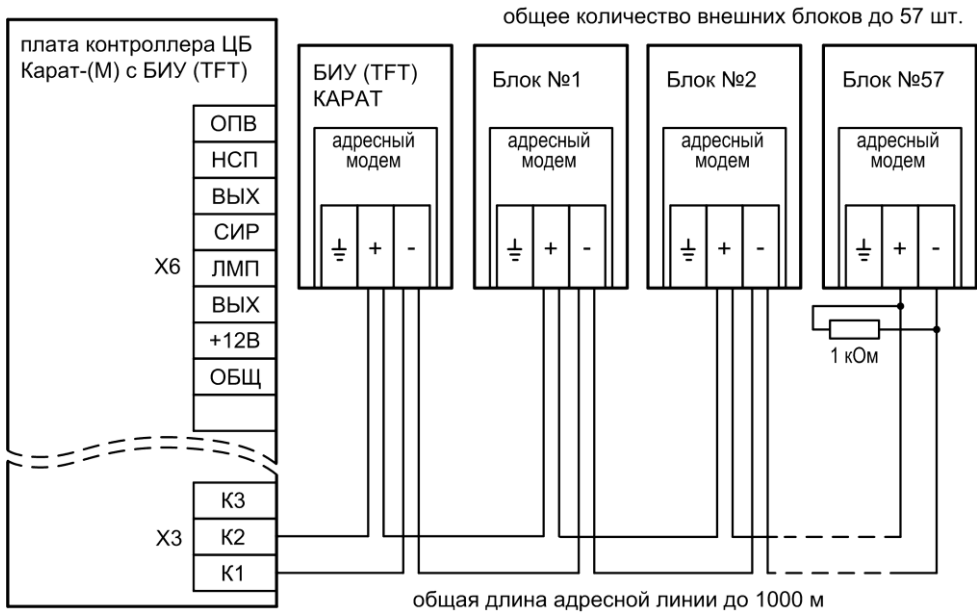 общее количество внешних блоков до 57 шт.
плата контроллера ЦБ
Карат-(М) с БИУ (TFT)
X6
ОПВ
НСП
ВЫХ
СИР
ЛМП
ВЫХ
+12В
ОБЩ
X3
К3
К2
К1
БИУ (TFT)
КАРАТ
адресный
модем
+ -
Блок №1
адресный
модем
+ -
Блок №2
адресный
модем
+ -
Блок №57
адресный
модем
+ -
1 кОм
общая длина адресной линии до 1000 м